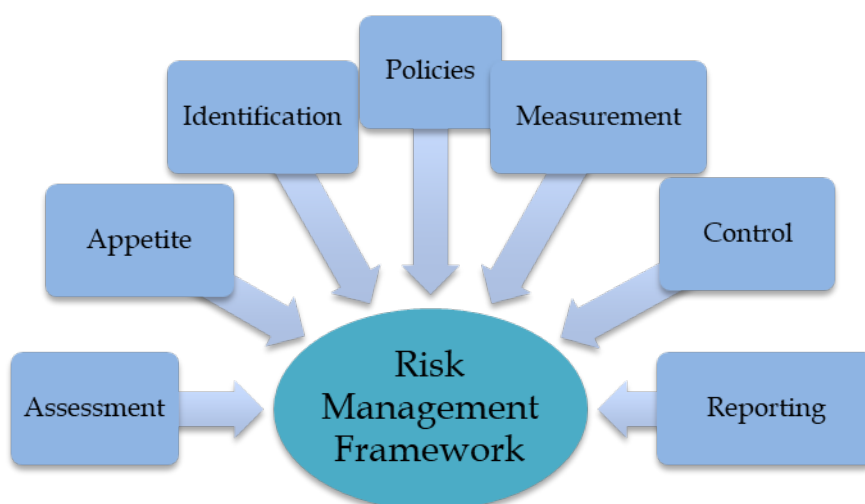 Policies
Identification
Measurement
Appetite
Control
Assessment
Risk
Management
Framework
Reporting